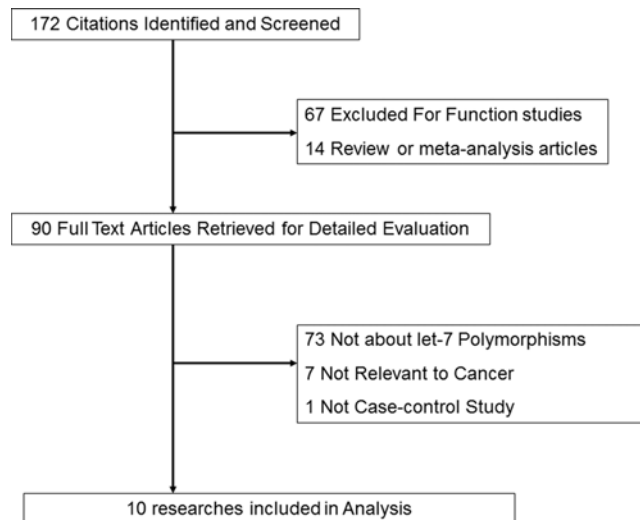 172 Citations Identified and Screened
67 Excluded For Function studies
14 Review or meta-analysis articles
90 Full Text Articles Retrieved for Detailed Evaluation
73 Not about let-7 Polymorphisms
7 Not Relevant to Cancer
1 Not Case-control Study
10 researches included in Analysis